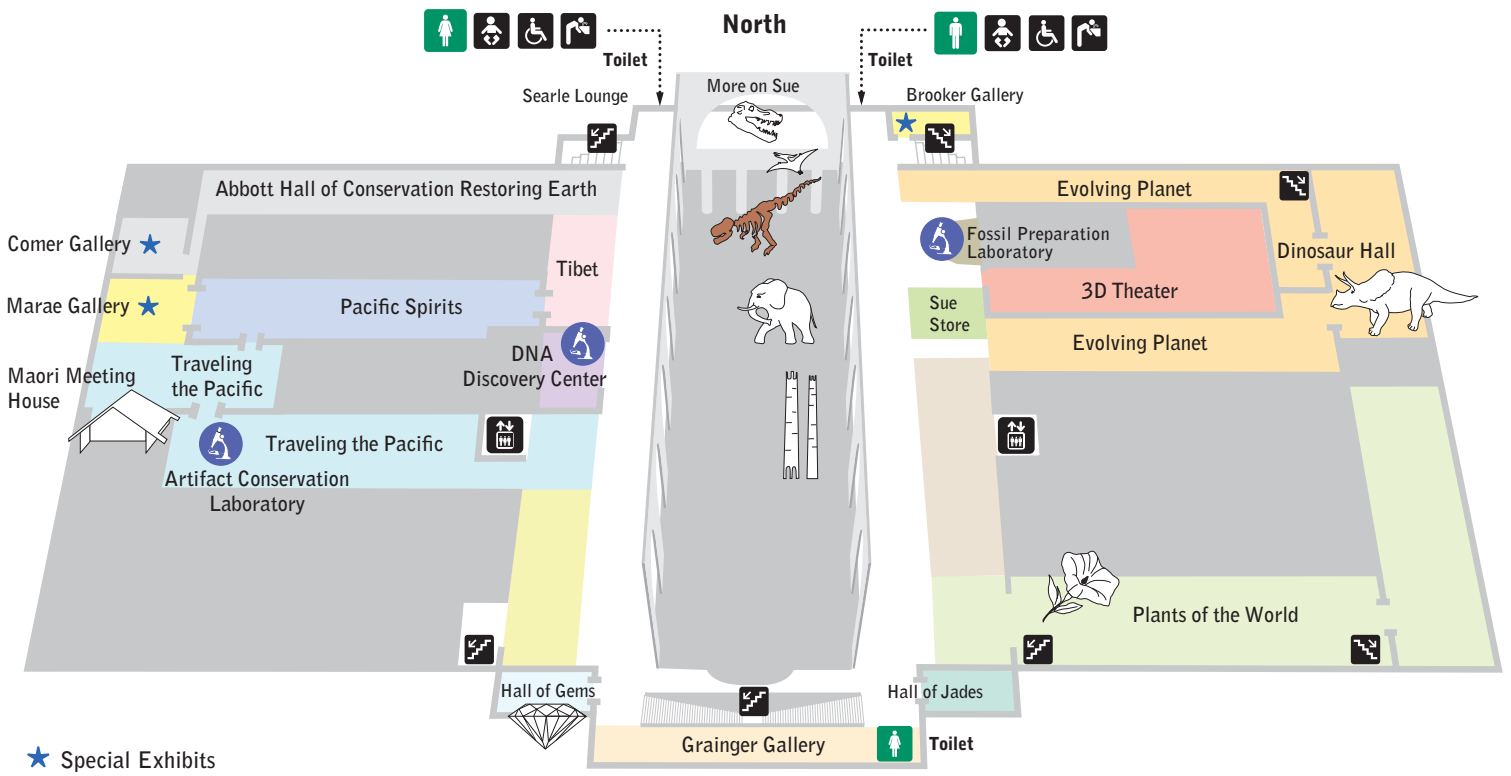 North
Toilet
Toilet
Searle Lounge
More on Sue
Brooker Gallery
Abbott Hall of Conservation Restoring Earth
Evolving Planet
Comer Gallery
Tibet
Fossil Preparation
Laboratory
Dinosaur Hall
Marae Gallery
Pacific Spirits
3D Theater
Sue
Store
Evolving Planet
DNA
Discovery Center
Traveling
the Pacific
Maori Meeting
House
Traveling the Pacific
Artifact Conservation
Laboratory
Plants of the World
Hall of Gems
Hall of Jades
Grainger Gallery
Toilet
Special Exhibits